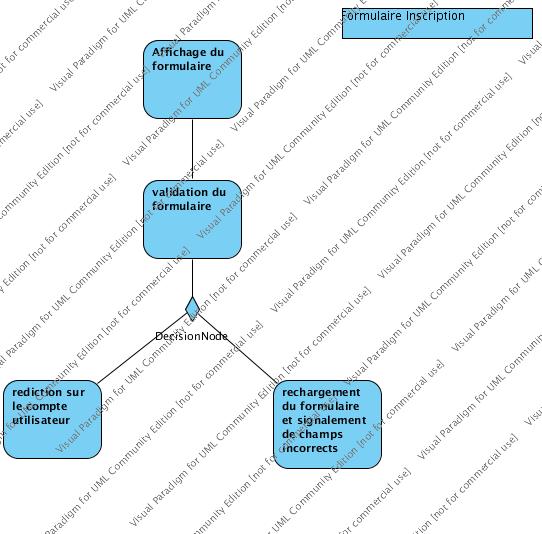 Formulaire Inscription
Affichage du
formulaire
validation du
formulaire
DecisionNode
rediction sur
le compte
utilisateur
rechargement
du formulaire
et signalement
de champs
incorrects
Visual Paradigm for UML Community Edition [not for commercial use]